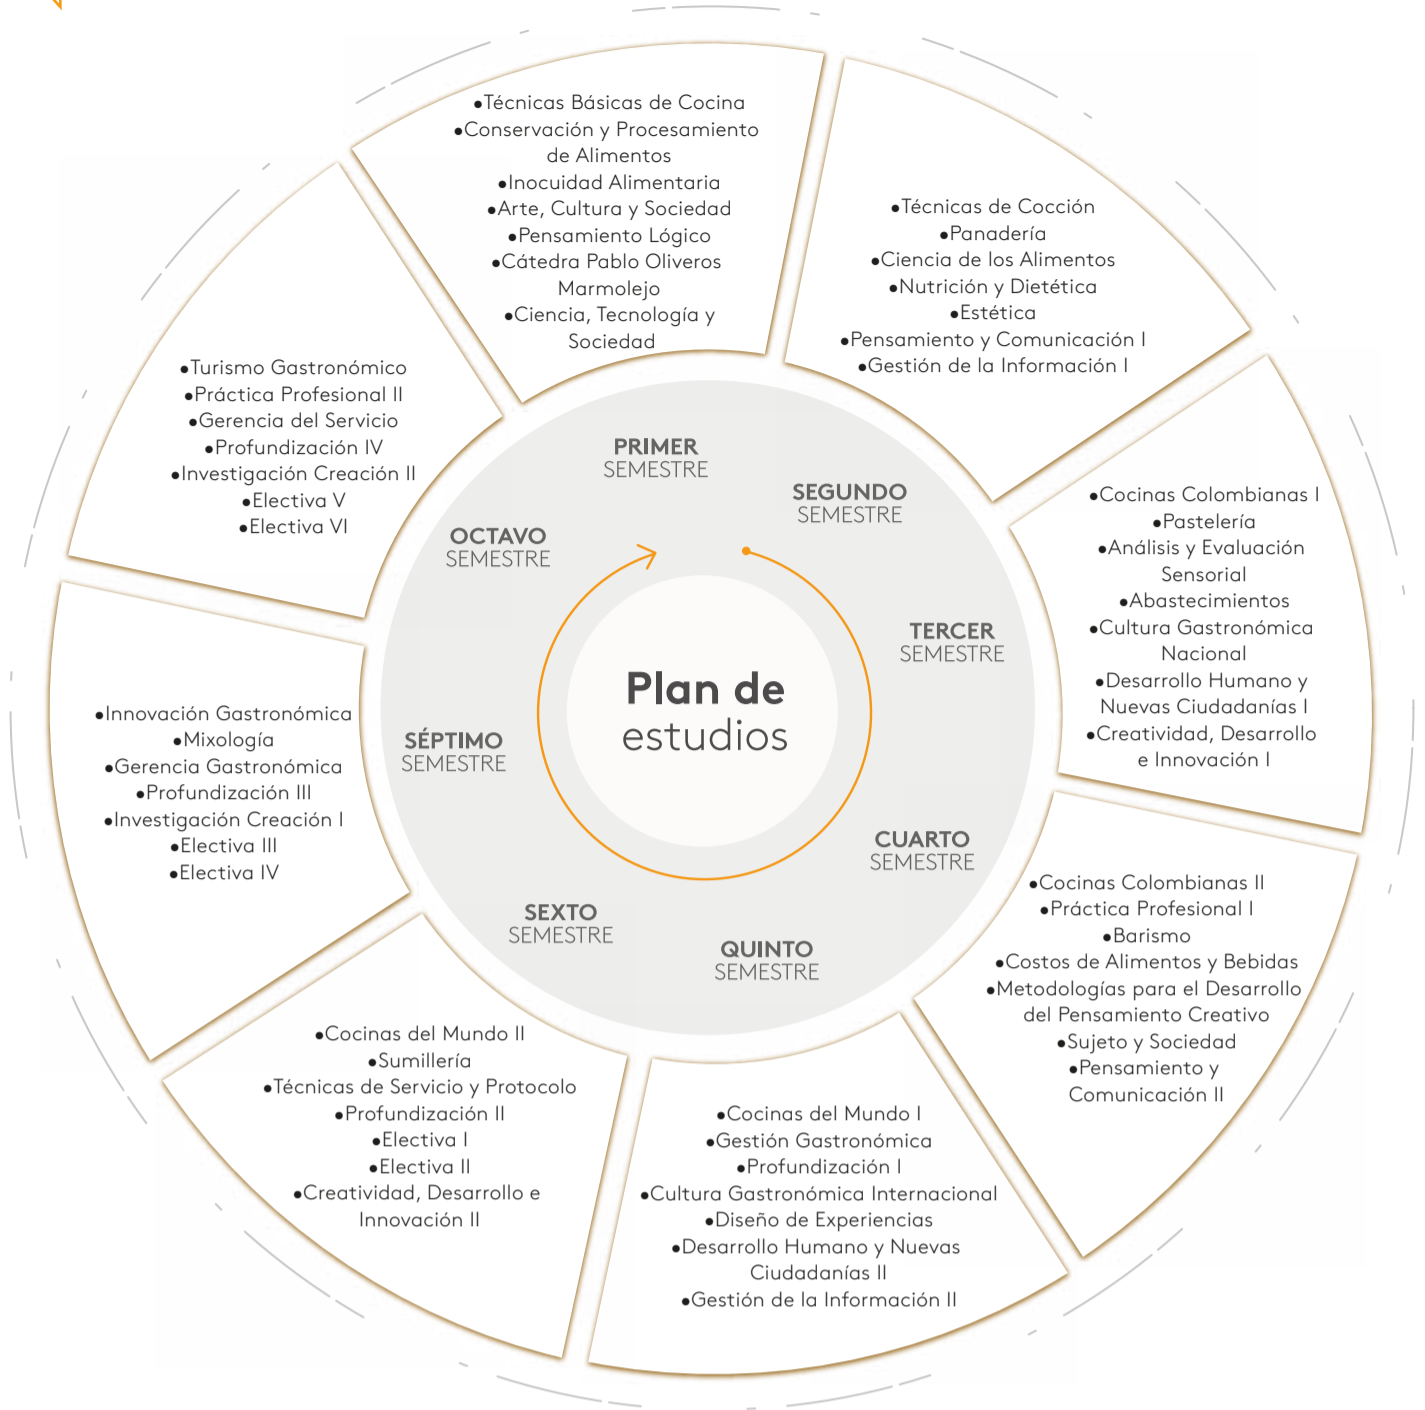 Plan de
estudios
PRIMER
SEMESTRE
•Técnicas Básicas de Cocina
•Conservación y Procesamiento
de Alimentos
•Inocuidad Alimentaria
•Arte, Cultura y Sociedad
•Pensamiento Lógico
•Cátedra Pablo Oliveros
Marmolejo
•Ciencia, Tecnología y
Sociedad
SEGUNDO
SEMESTRE
•Técnicas de Cocción
•Panadería
•Ciencia de los Alimentos
•Nutrición y Dietética
•Estética
•Pensamiento y Comunicación I
•Gestión de la Información I
TERCER
SEMESTRE
•Cocinas Colombianas I
•Pastelería
•Análisis y Evaluación
Sensorial
•Abastecimientos
•Cultura Gastronómica
Nacional
•Desarrollo Humano y
Nuevas Ciudadanías I
•Creatividad, Desarrollo
e Innovación I
CUARTO
SEMESTRE
•Cocinas Colombianas II
•Práctica Profesional I
•Barismo
•Costos de Alimentos y Bebidas
•Metodologías para el Desarrollo
del Pensamiento Creativo
•Sujeto y Sociedad
•Pensamiento y
Comunicación II
QUINTO
SEMESTRE
•Cocinas del Mundo I
•Gestión Gastronómica
•Profundización I
•Cultura Gastronómica Internacional
•Diseño de Experiencias
•Desarrollo Humano y Nuevas
Ciudadanías II
•Gestión de la Información II
SEXTO
SEMESTRE
•Cocinas del Mundo II
•Sumillería
•Técnicas de Servicio y Protocolo
•Profundización II
•Electiva I
•Electiva II
•Creatividad, Desarrollo e
Innovación II
SÉPTIMO
SEMESTRE
•Innovación Gastronómica
•Mixología
•Gerencia Gastronómica
•Profundización III
•Investigación Creación I
•Electiva III
•Electiva IV
OCTAVO
SEMESTRE
•Turismo Gastronómico
•Práctica Profesional II
•Gerencia del Servicio
•Profundización IV
•Investigación Creación II
•Electiva V
•Electiva VI